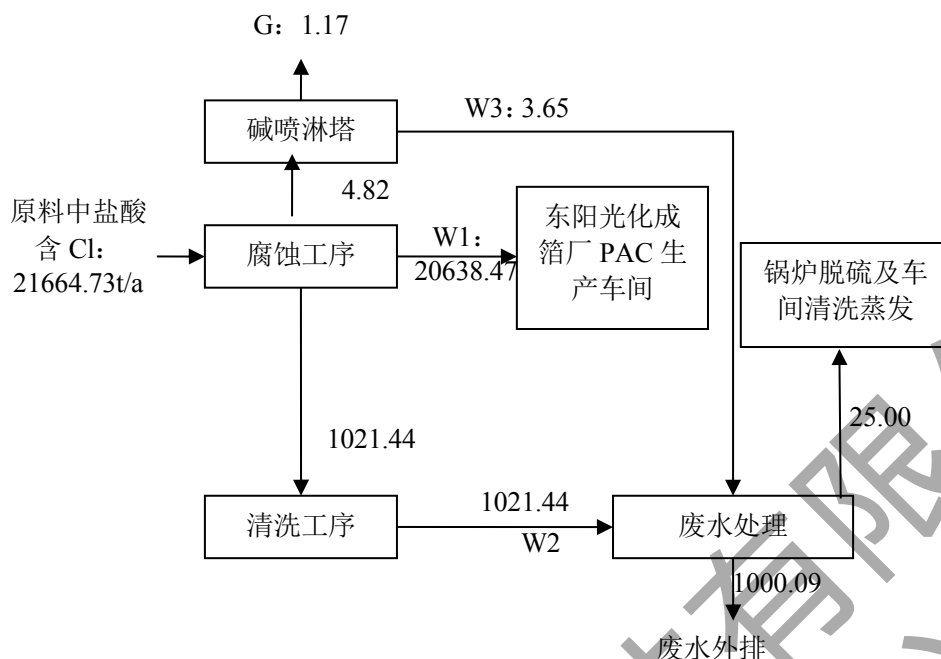 G：1.17
碱喷淋塔
W3：3.65
4.82
原料中盐酸
含 Cl：
21664.73t/a
腐蚀工序
W1：
20638.47
东阳光化成
箔厂 PAC 生
产车间
锅炉脱硫及车
间清洗蒸发
25.00
1021.44
清洗工序
1021.44
W2
废水处理
1000.09
废水外排
有限